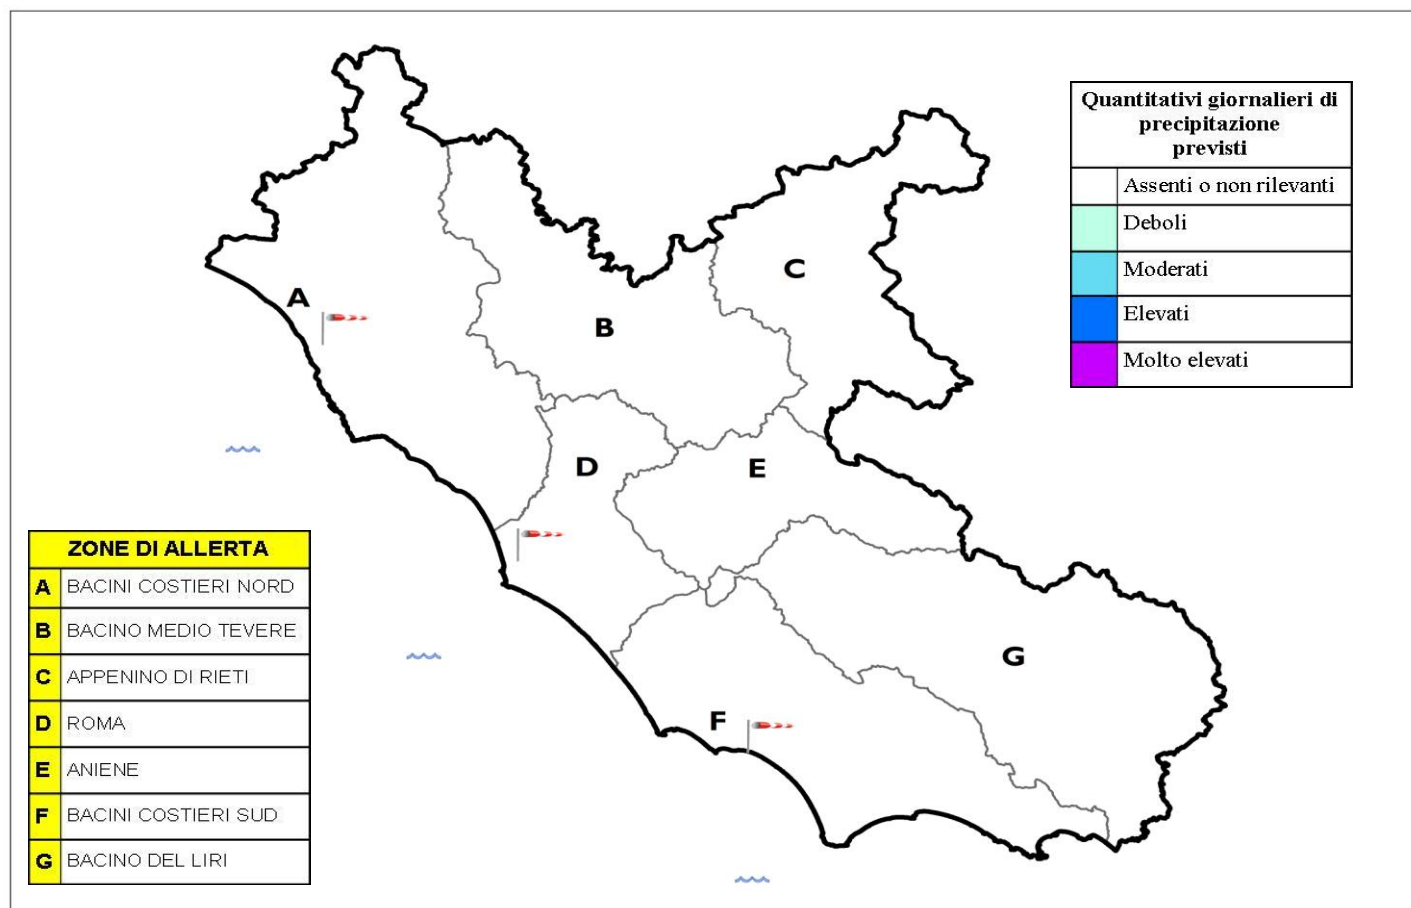 Quantitativi giornalieri di
precipitazione
previsti
Assenti o non rilevanti
Deboli
Moderati
Elevati
Molto elevati
A
B
C
D
E
F
G
ZONE DI ALLERTA
A BACINI COSTIERI NORD
B BACINO MEDIO TEVERE
C APPENINO DI RIETI
D ROMA
E ANIENE
F BACINI COSTIERI SUD
G BACINO DEL LIRI